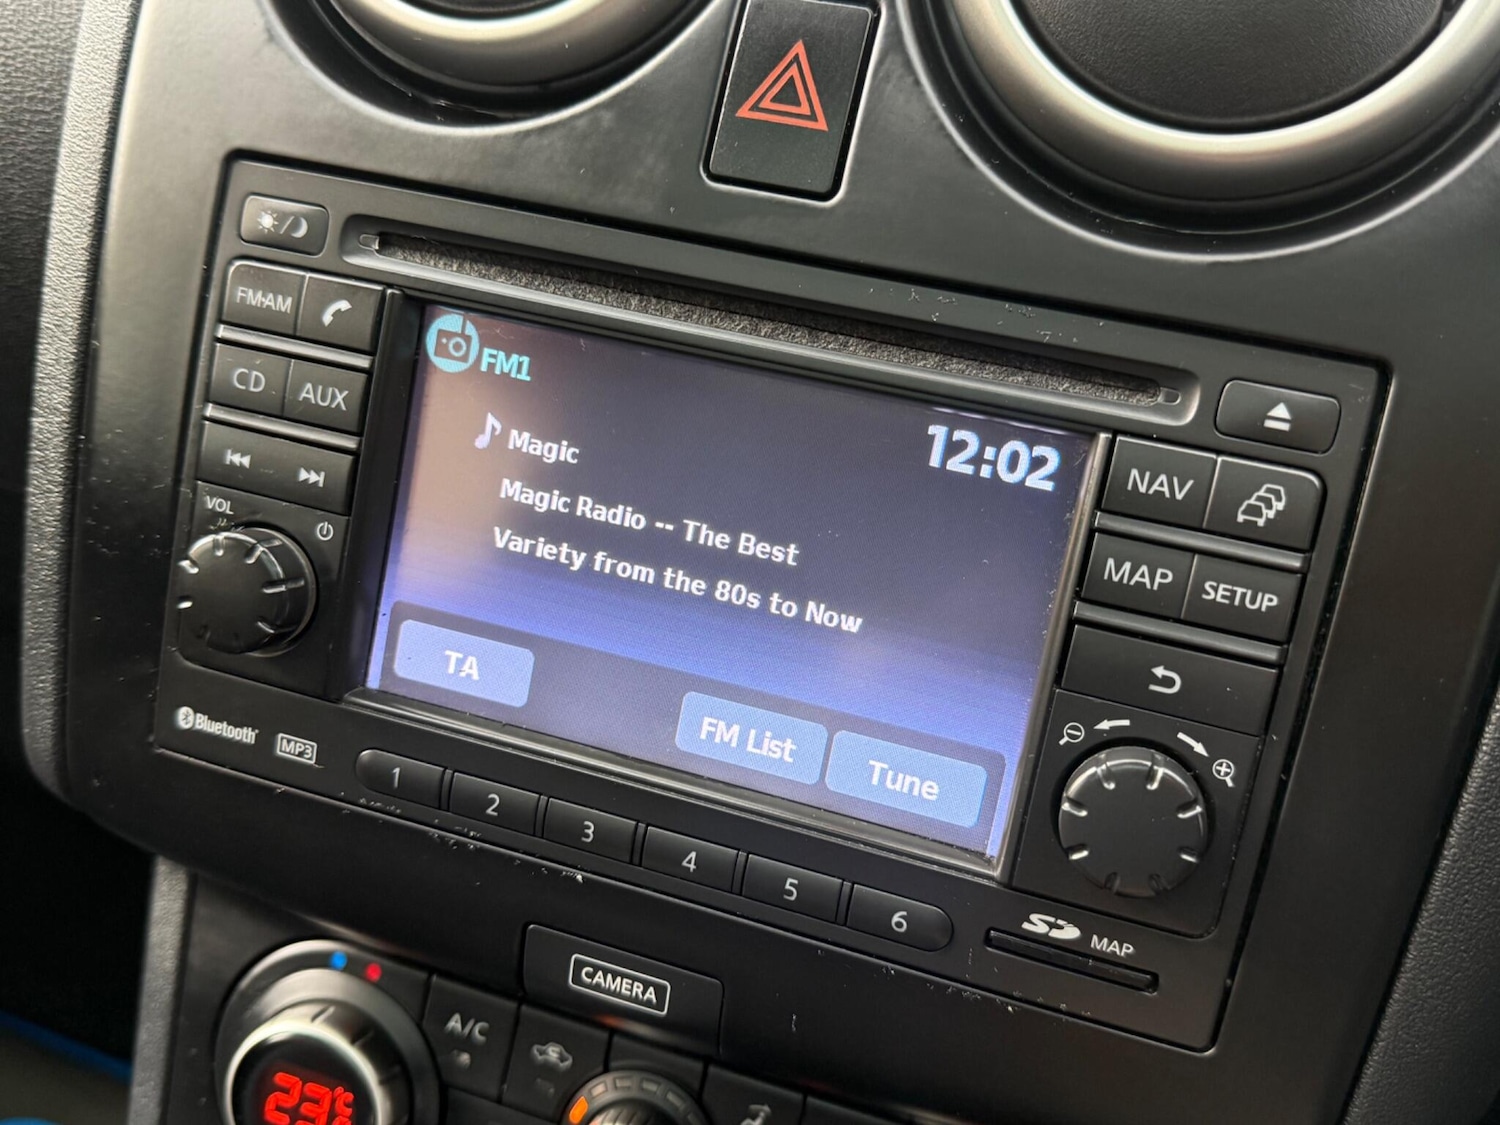 FM·AM
CD
AUX
VOL
FM1
12:02
Magic
Magic Radio -- The Best
Variety from the 80s to Now
TA
FM List
Tune
NAV
MAP
SETUP
Bluetooth
MP3
1
2
3
4
5
6
SD
MAP
CAMERA
A/C
23°C